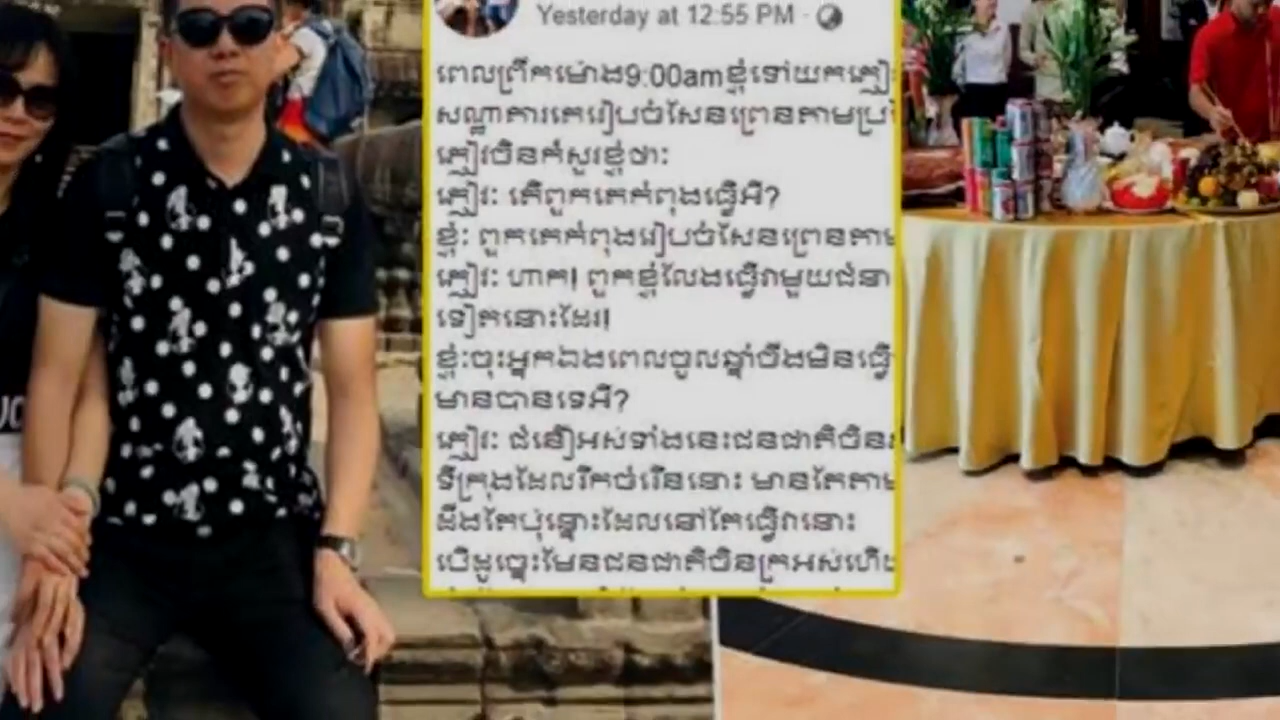 Yesterday at 12:55 PM ·
ពេលព្រឹកម៉ោង9:00amខ្ញុំទៅយកភ្ញៀ
សណ្ឋាគារគេរៀបចំសែនព្រេនតាមប្រ
ភ្ញៀវចិនក៏សួរខ្ញុំថា:
ភ្ញៀវ: តើពួកគេកំពុងធ្វើអី?
ខ្ញុំ: ពួកគេកំពុងរៀបចំសែនព្រេនតាម
ភ្ញៀវ: ហាក! ពួកខ្ញុំលែងធ្វើវាមួយជំនា
ទៀតនោះដែរ!
ខ្ញុំ:ចុះអ្នកឯងពេលចូលឆ្នាំចឹងមិនធ្វើ
មានបានទេអី?
ភ្ញៀវ: ជំនឿអស់ទាំងនេះជនជាតិចិន
ទីក្រុងដែលរីកចំរើននោះ មានតែតាម
ដឹងតែប៉ុន្នោះដែលនៅតែធ្វើវានោះ
បើដូច្នេះមែនជនជាតិចិនក្រអស់ហើយ